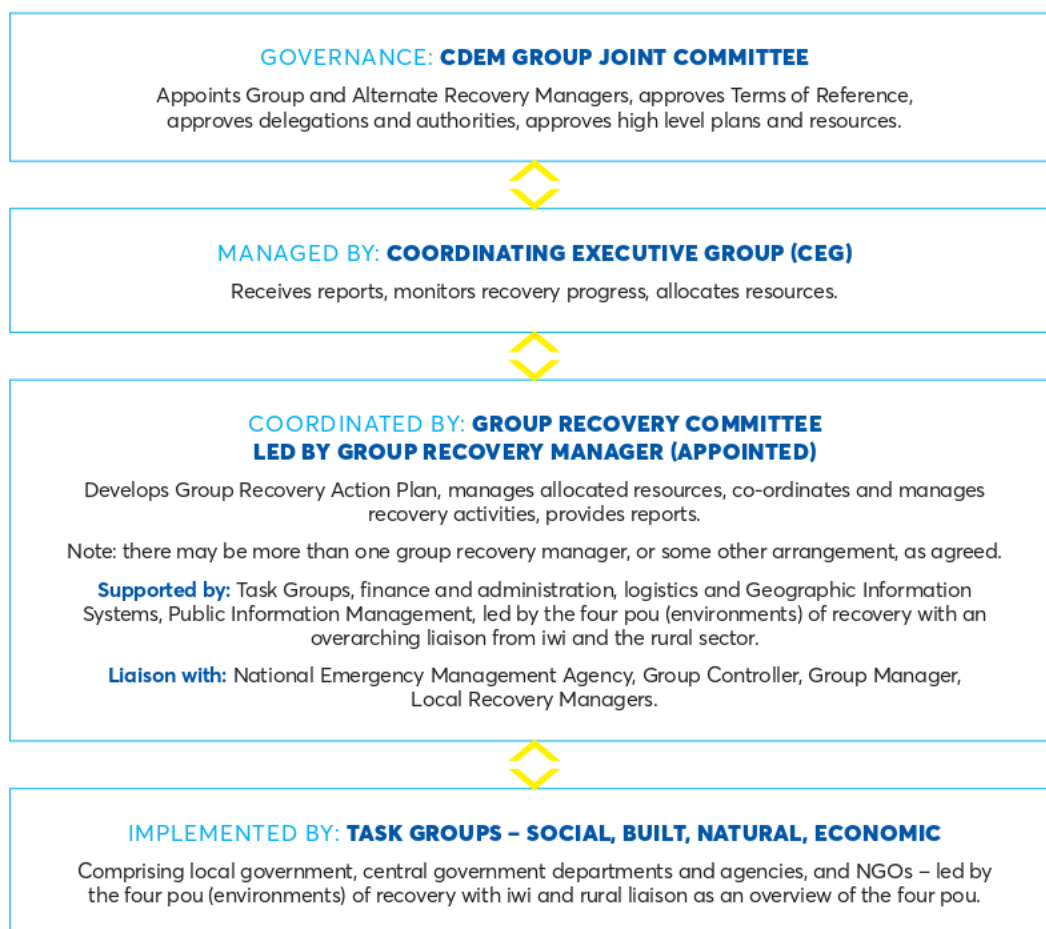 GOVERNANCE: CDEM GROUP JOINT COMMITTEE
Appoints Group and Alternate Recovery Managers, approves Terms of Reference,
approves delegations and authorities, approves high level plans and resources.
MANAGED BY: COORDINATING EXECUTIVE GROUP (CEG)
Receives reports, monitors recovery progress, allocates resources.
COORDINATED BY: GROUP RECOVERY COMMITTEE
LED BY GROUP RECOVERY MANAGER (APPOINTED)
Develops Group Recovery Action Plan, manages allocated resources, co-ordinates and manages
recovery activities, provides reports.
Note: there may be more than one group recovery manager, or some other arrangement, as agreed.
Supported by: Task Groups, finance and administration, logistics and Geographic Information
Systems, Public Information Management, led by the four pou (environments) of recovery with an
overarching liaison from iwi and the rural sector.
Liaison with: National Emergency Management Agency, Group Controller, Group Manager,
Local Recovery Managers.
IMPLEMENTED BY: TASK GROUPS – SOCIAL, BUILT, NATURAL, ECONOMIC
Comprising local government, central government departments and agencies, and NGOs – led by
the four pou (environments) of recovery with iwi and rural liaison as an overview of the four pou.